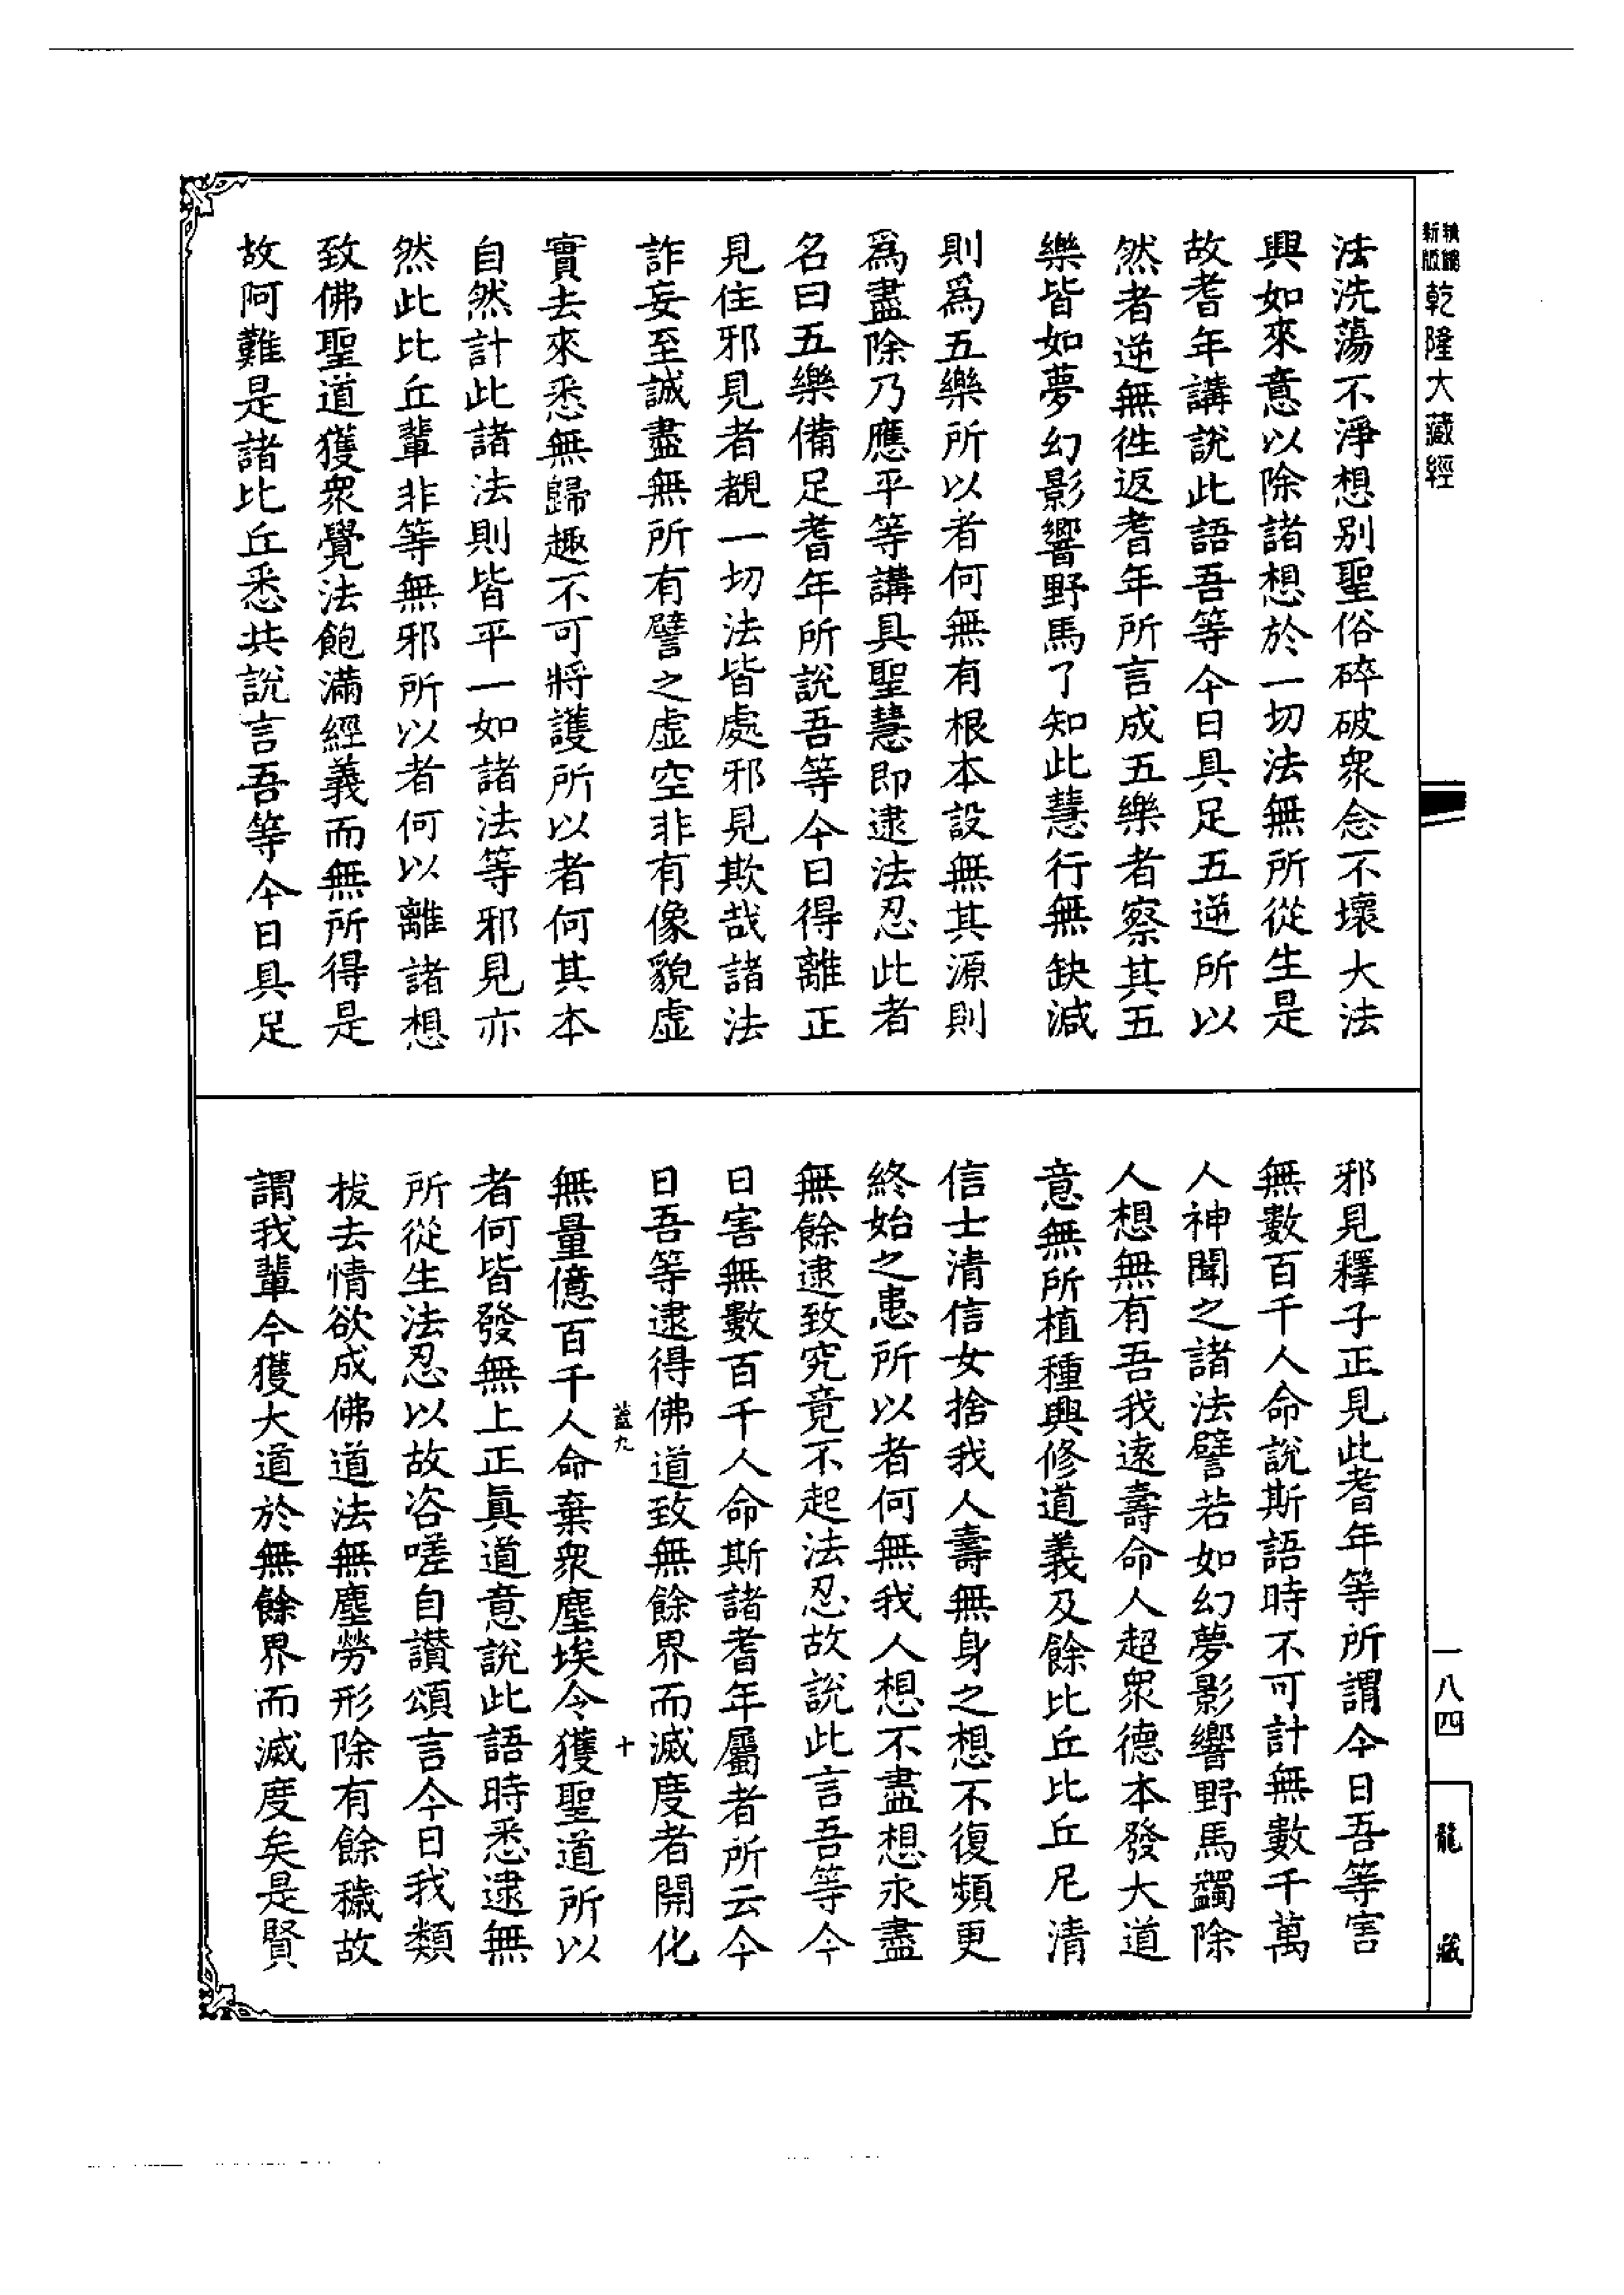 新版
乾隆大藏經
法洗蕩不淨想別聖俗碎破眾念不壞大法
興如來意以除諸想於一切法無所從生是
故耆年講說此語吾等今日具足五逆所以
然者逆無徃返耆年所言成五樂者察其五
樂皆如夢幻影響野馬了知此慧行無缺減
則爲五樂所以者何無有根本設無其源則
爲盡除乃應平等講具聖慧即逮法忍此者
名曰五樂備足耆年所說吾等今日得離正
見住邪見者覩一切法皆處邪見欺哉諸法
詐妄至誠盡無所有譬之虛空非有像貌虛
實去來悉無歸趣不可將護所以者何其本
自然計此諸法則皆平一如諸法等邪見亦
然此比丘輩非等無邪所以者何以離諸想
致佛聖道獲眾覺法飽滿經義而無所得是
故阿難是諸比丘悉共說言吾等今日具足
邪見釋子正見此耆年等所謂今日吾等害
無數百千人命說斯語時不可計無數千萬
人神聞之諸法譬若如幻夢影響野馬蠲除
人想無有吾我遠壽命人超眾德本發大道
意無所植種興修道義及餘比丘比丘尼清
信士清信女捨我人壽無身之想不復頻更
終始之患所以者何無我人想不盡想永盡
無餘逮致究竟不起法忍故說此言吾等今
日害無數百千人命斯諸耆年屬者所云今
日吾等逮得佛道致無餘界而滅度者開化
蓋九
十
無量億百千人命棄眾塵埃令獲聖道所以
者何皆發無上正眞道意說此語時悉逮無
所從生法忍以故咨嗟自讚頌言今日我類
拔去情欲成佛道法無塵勞形除有餘穢故
謂我輩今獲大道於無餘界而滅度矣是賢
一八四
龍藏